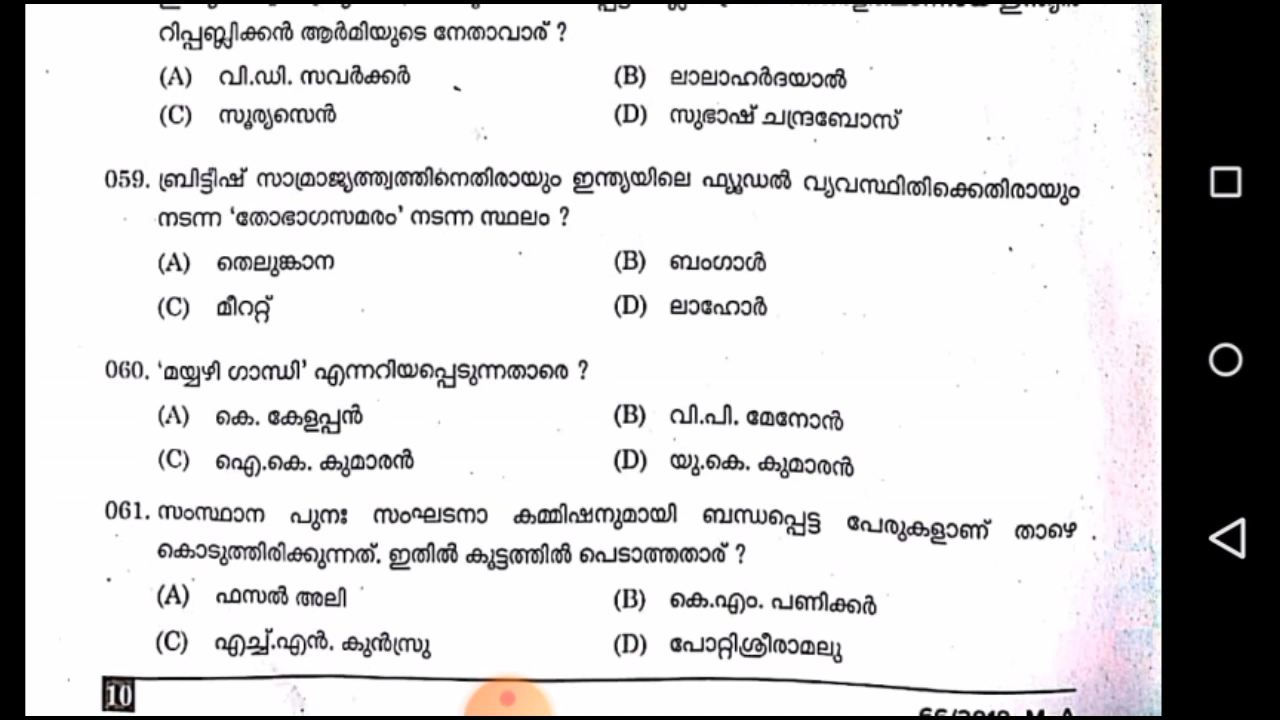 റിപ്പബ്ലിക്കൻ ആർമിയുടെ നേതാവാര് ?
(A) വി.ഡി. സവർക്കർ (B) ലാലാഹർദയാൽ
(C) സൂര്യസെൻ (D) സുഭാഷ് ചന്ദ്രബോസ്
059. ബ്രിട്ടീഷ് സാമ്രാജ്യത്ത്വത്തിനെതിരായും ഇന്ത്യയിലെ ഫ്യൂഡൽ വ്യവസ്ഥിതിക്കെതിരായും
നടന്ന ‘തോഭാഗസമരം’ നടന്ന സ്ഥലം ?
(A) തെലുങ്കാന (B) ബംഗാൾ
(C) മീററ്റ് (D) ലാഹോർ
060. ‘മയ്യഴി ഗാന്ധി’ എന്നറിയപ്പെടുന്നതാരെ ?
(A) കെ. കേളപ്പൻ (B) വി.പി. മേനോൻ
(C) ഐ.കെ. കുമാരൻ (D) യു.കെ. കുമാരൻ
061. സംസ്ഥാന പുനഃ സംഘടനാ കമ്മിഷനുമായി ബന്ധപ്പെട്ട പേരുകളാണ് താഴെ
കൊടുത്തിരിക്കുന്നത്. ഇതിൽ കൂട്ടത്തിൽ പെടാത്തതാര് ?
(A) ഫസൽ അലി (B) കെ.എം. പണിക്കർ
(C) എച്ച്.എൻ. കുൻസ്രു (D) പോറ്റിശ്രീരാമലു
10